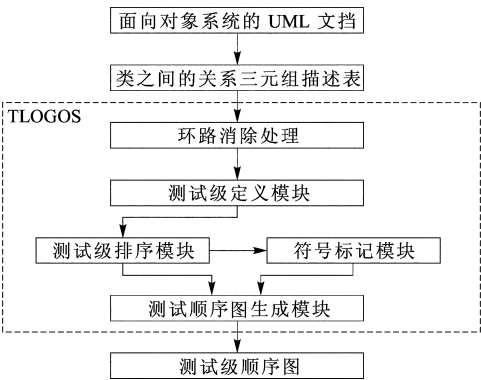 面向对象系统的 UML 文挡
类之间的关系三元组描述表
TLOGOS
环路消除处理
测试级定义模块
测试级排序模块
符号标记模块
测试顺序图生成模块
测试级顺序图